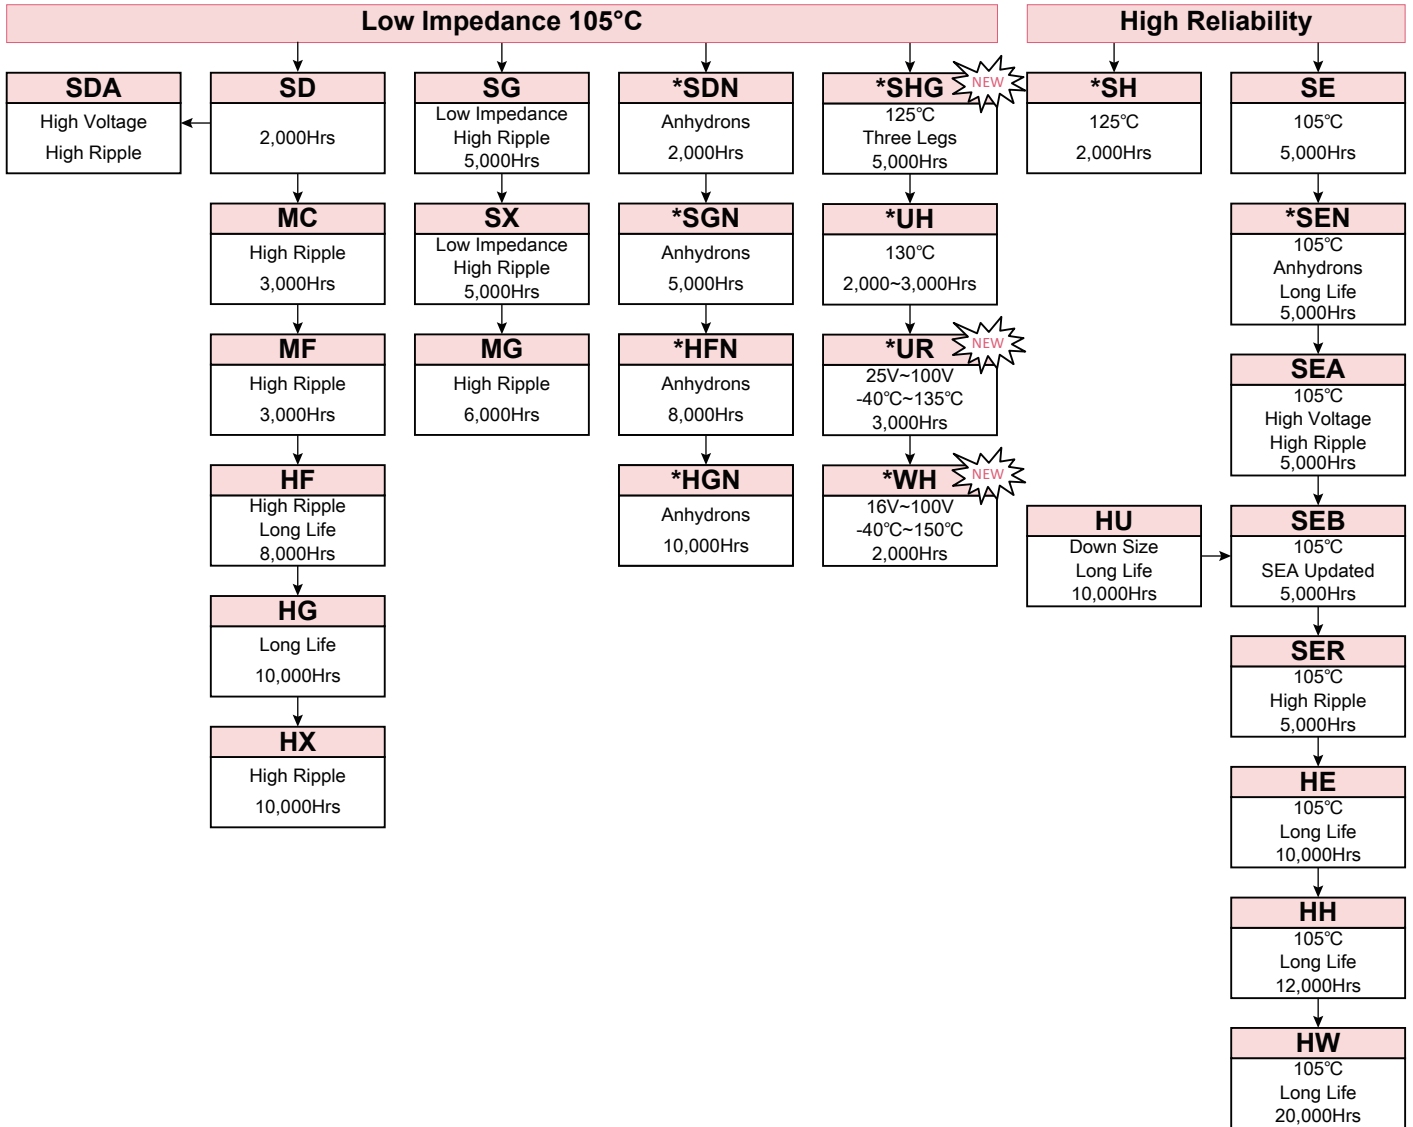 Low Impedance 105°C
High Reliability
SDA
High Voltage
High Ripple
SD
2,000Hrs
MC
High Ripple
3,000Hrs
MF
High Ripple
3,000Hrs
HF
High Ripple
Long Life
8,000Hrs
HG
Long Life
10,000Hrs
HX
High Ripple
10,000Hrs
SG
Low Impedance
High Ripple
5,000Hrs
SX
Low Impedance
High Ripple
5,000Hrs
MG
High Ripple
6,000Hrs
*SDN
Anhydrons
2,000Hrs
*SGN
Anhydrons
5,000Hrs
*HFN
Anhydrons
8,000Hrs
*HGN
Anhydrons
10,000Hrs
*SHG
NEW
125℃
Three Legs
5,000Hrs
*UH
130℃
2,000~3,000Hrs
*UR
NEW
25V~100V
-40℃~135℃
3,000Hrs
*WH
NEW
16V~100V
-40℃~150℃
2,000Hrs
*SH
125℃
2,000Hrs
HU
Down Size
Long Life
10,000Hrs
SE
105℃
5,000Hrs
*SEN
105℃
Anhydrons
Long Life
5,000Hrs
SEA
105℃
High Voltage
High Ripple
5,000Hrs
SEB
105℃
SEA Updated
5,000Hrs
SER
105℃
High Ripple
5,000Hrs
HE
105℃
Long Life
10,000Hrs
HH
105℃
Long Life
12,000Hrs
HW
105℃
Long Life
20,000Hrs